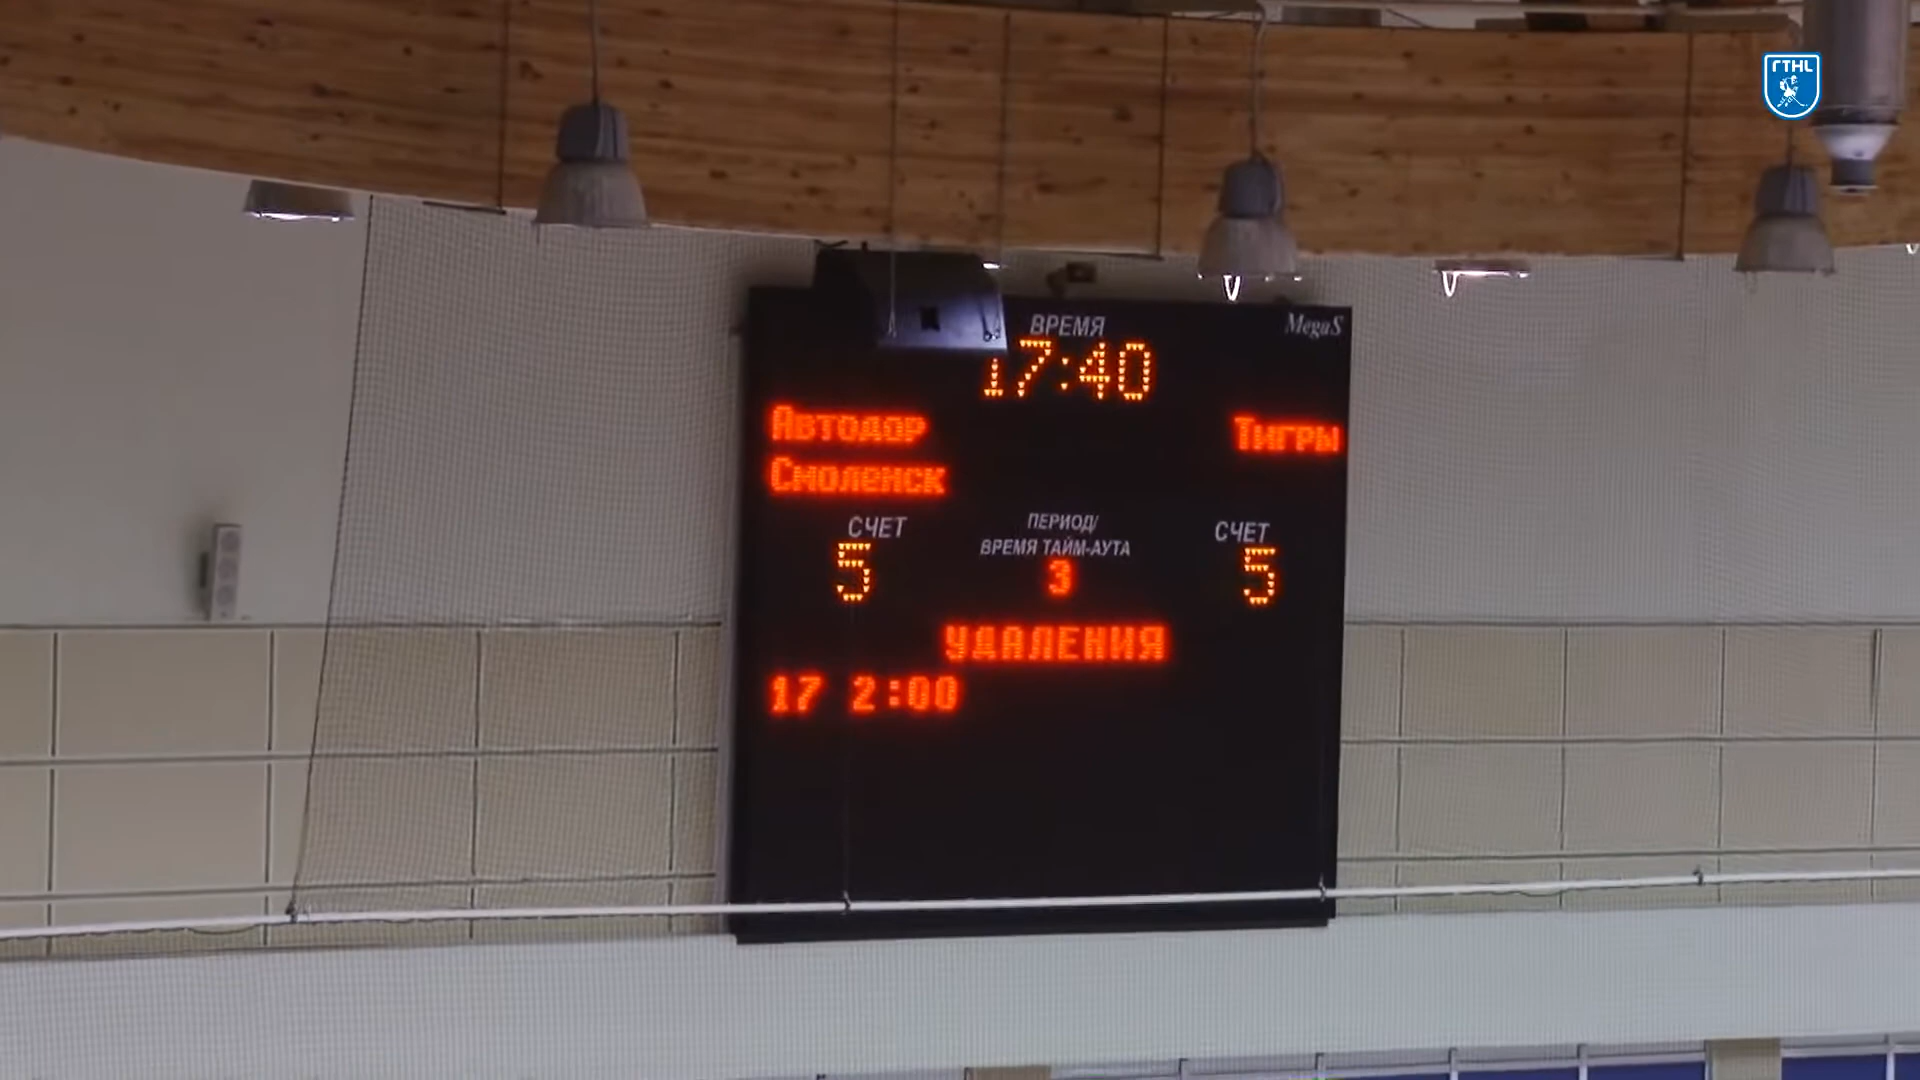 ГТHL
ВРЕМЯ
MegaS
17:40
Автодор
Тигры
Смоленск
СЧЕТ
ПЕРИОД/
ВРЕМЯ ТАЙМ-АУТА
СЧЕТ
5
3
5
УДАЛЕНИЯ
17 2:00